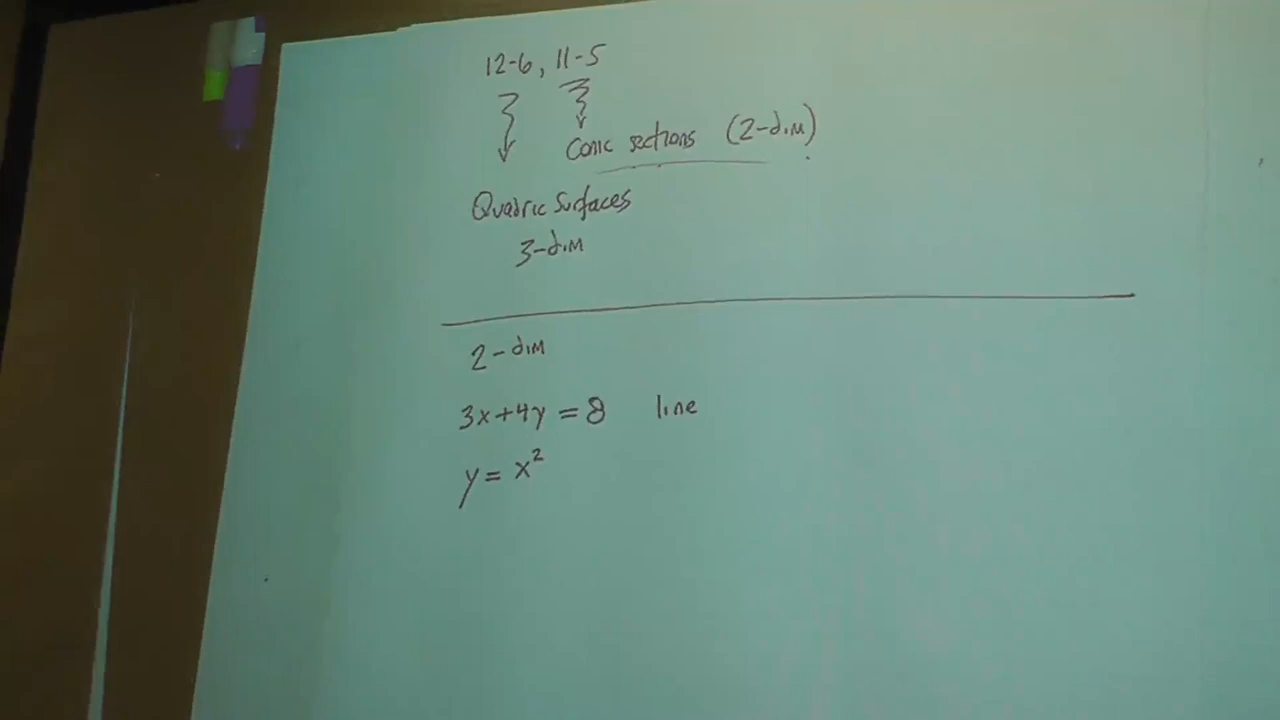 12-6, 11-5
Conic sections (2-dim)
Quadric Surfaces
3-dim
2-dim
3x+4y = 8 line
y = x²